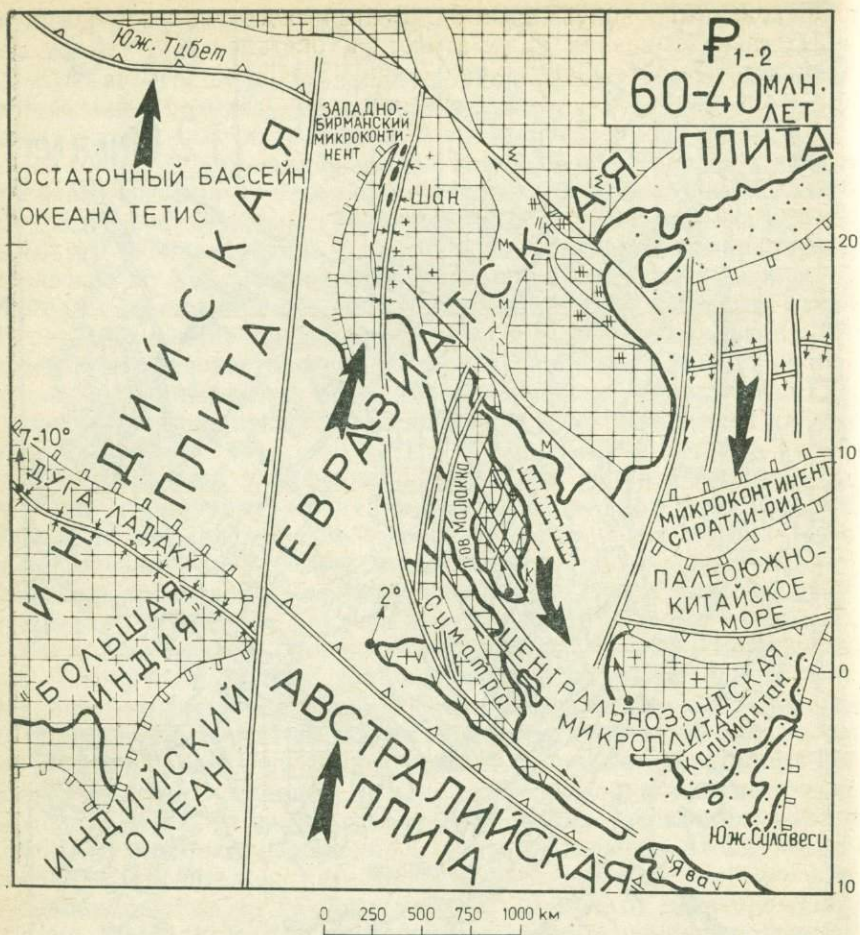 Юж. Тибет
₽₁₋₂
60-40 МЛН.
ЛЕТ
ЗАПАДНО-
БИРМАНСКИЙ
МИКРОКОНТИ-
НЕНТ
ПЛИТА
ОСТАТОЧНЫЙ БАССЕЙН
ОКЕАНА ТЕТИС
Шан
ИНДИЙСКАЯ
ПЛИТА
ЕВРАЗИАТСКАЯ
20
10
0
10
7-10°
ДУГА ЛАДАКХ
"БОЛЬШАЯ
ИНДИЯ"
ИНДИЙСКИЙ
ОКЕАН
2°
М
М
М
К
п-ов Малакка
Суматра
МИКРОКОНТИНЕНТ
СПРАТЛИ-РИД
ПАЛЕОЮЖНО-
КИТАЙСКОЕ
МОРЕ
ЦЕНТРАЛЬНОЗОНДСКАЯ
МИКРОПЛИТА
Калимантан
АВСТРАЛИЙСКАЯ
ПЛИТА
Юж. Сулавеси
Ява
0 250 500 750 1000 км